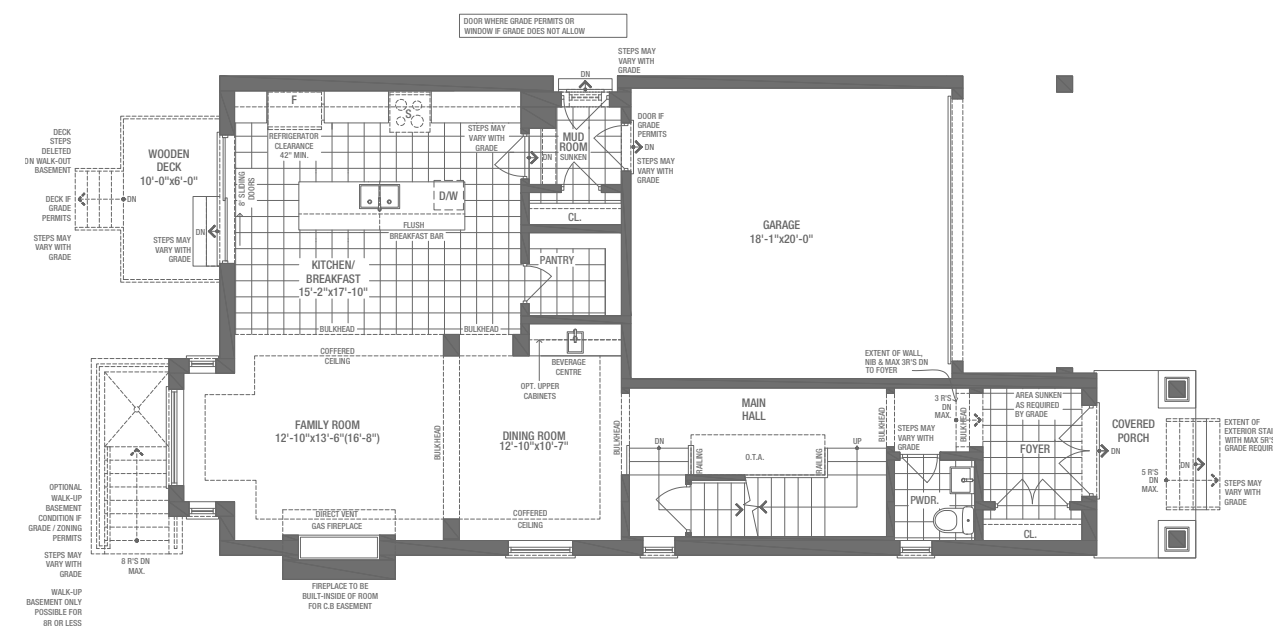 DOOR WHERE GRADE PERMITS OR
WINDOW IF GRADE DOES NOT ALLOW
STEPS MAY
VARY WITH
GRADE
DN
F
S
REFRIGERATOR
CLEARANCE
42" MIN.
STEPS MAY
VARY WITH
GRADE
MUD
ROOM
SUNKEN
DN
DOOR IF
GRADE
PERMITS
DN
STEPS MAY
VARY WITH
GRADE
DECK
STEPS
DELETED
ON WALK-OUT
BASEMENT
WOODEN
DECK
10'-0"x6'-0"
DECK IF
GRADE
PERMITS
DN
STEPS MAY
VARY WITH
GRADE
STEPS MAY
VARY WITH
GRADE
DN
8' SLIDING
DOORS
D/W
FLUSH
BREAKFAST BAR
CL.
GARAGE
18'-1"x20'-0"
KITCHEN/
BREAKFAST
15'-2"x17'-10"
PANTRY
BULKHEAD
BULKHEAD
COFFERED
CEILING
BEVERAGE
CENTRE
OPT. UPPER
CABINETS
EXTENT OF WALL,
NIB & MAX 3R'S DN
TO FOYER
FAMILY ROOM
12'-10"x13'-6"(16'-8")
BULKHEAD
DINING ROOM
12'-10"x10'-7"
BULKHEAD
MAIN
HALL
DN
RAILING
O.T.A.
RAILING
UP
BULKHEAD
3 R'S
DN
MAX.
BULKHEAD
AREA SUNKEN
AS REQUIRED
BY GRADE
STEPS MAY
VARY WITH
GRADE
FOYER
DN
COVERED
PORCH
EXTENT OF
EXTERIOR STAI
WITH MAX 5R'S
GRADE REQUIR
5 R'S
DN
MAX.
DN
STEPS MAY
VARY WITH
GRADE
PWDR.
CL.
OPTIONAL
WALK-UP
BASEMENT
CONDITION IF
GRADE / ZONING
PERMITS
STEPS MAY
VARY WITH
GRADE
8 R'S DN
MAX.
WALK-UP
BASEMENT ONLY
POSSIBLE FOR
8R OR LESS
DIRECT VENT
GAS FIREPLACE
COFFERED
CEILING
FIREPLACE TO BE
BUILT-INSIDE OF ROOM
FOR C.B EASEMENT